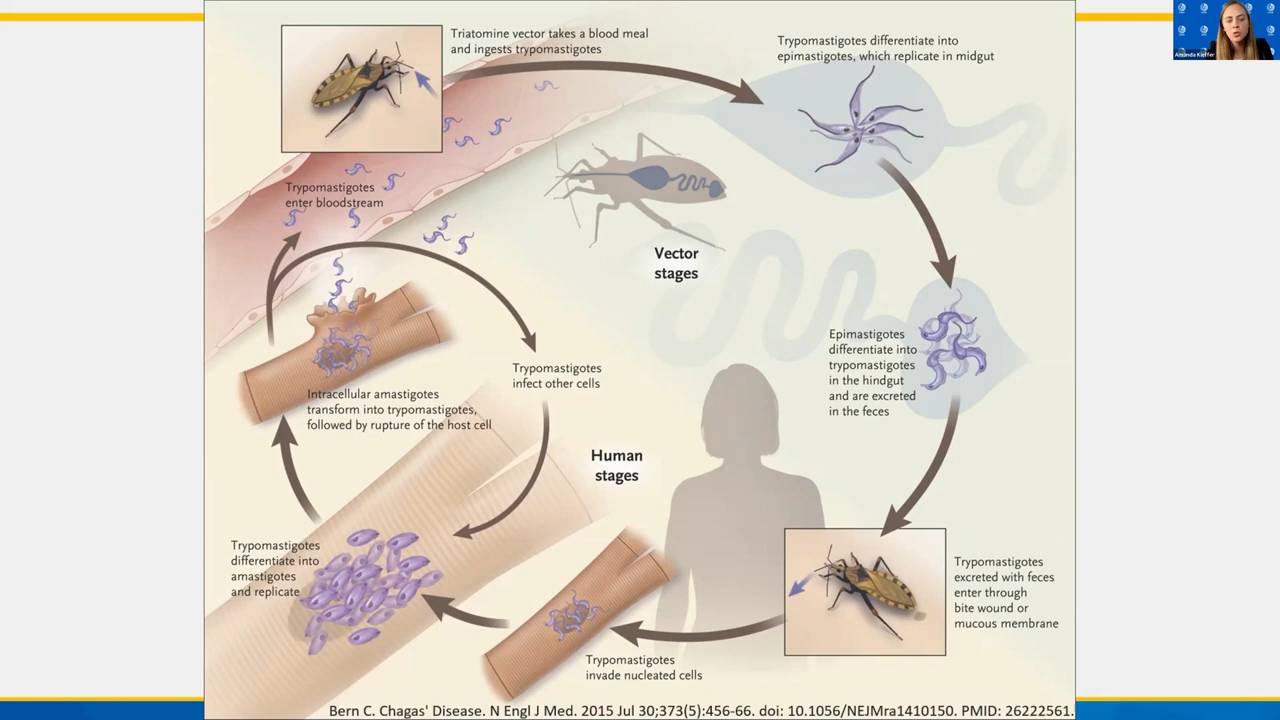 Triatomine vector takes a blood meal
and ingests trypomastigotes
Trypomastigotes differentiate into
epimastigotes, which replicate in midgut
Amanda Kieffer
Trypomastigotes
enter bloodstream
Vector
stages
Epimastigotes
differentiate into
trypomastigotes
in the hindgut
and are excreted
in the feces
Trypomastigotes
infect other cells
Intracellular amastigotes
transform into trypomastigotes,
followed by rupture of the host cell
Human
stages
Trypomastigotes
differentiate into
amastigotes
and replicate
Trypomastigotes
excreted with feces
enter through
bite wound or
mucous membrane
Trypomastigotes
invade nucleated cells
Bern C. Chagas' Disease. N Engl J Med. 2015 Jul 30;373(5):456-66. doi: 10.1056/NEJMra1410150. PMID: 26222561.